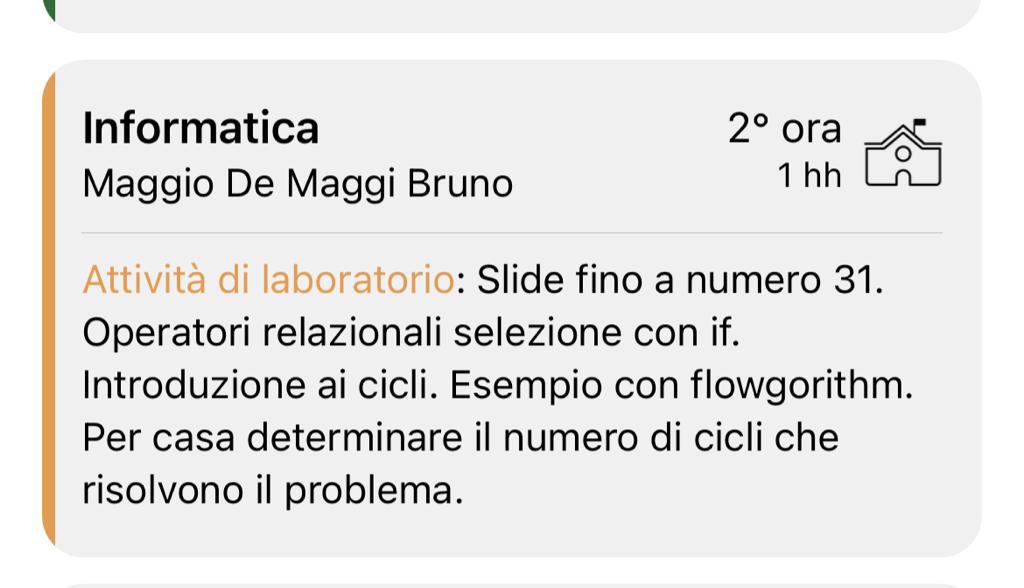 Informatica
2° ora
Maggio De Maggi Bruno
1 hh
Attività di laboratorio: Slide fino a numero 31.
Operatori relazionali selezione con if.
Introduzione ai cicli. Esempio con flowgorithm.
Per casa determinare il numero di cicli che
risolvono il problema.